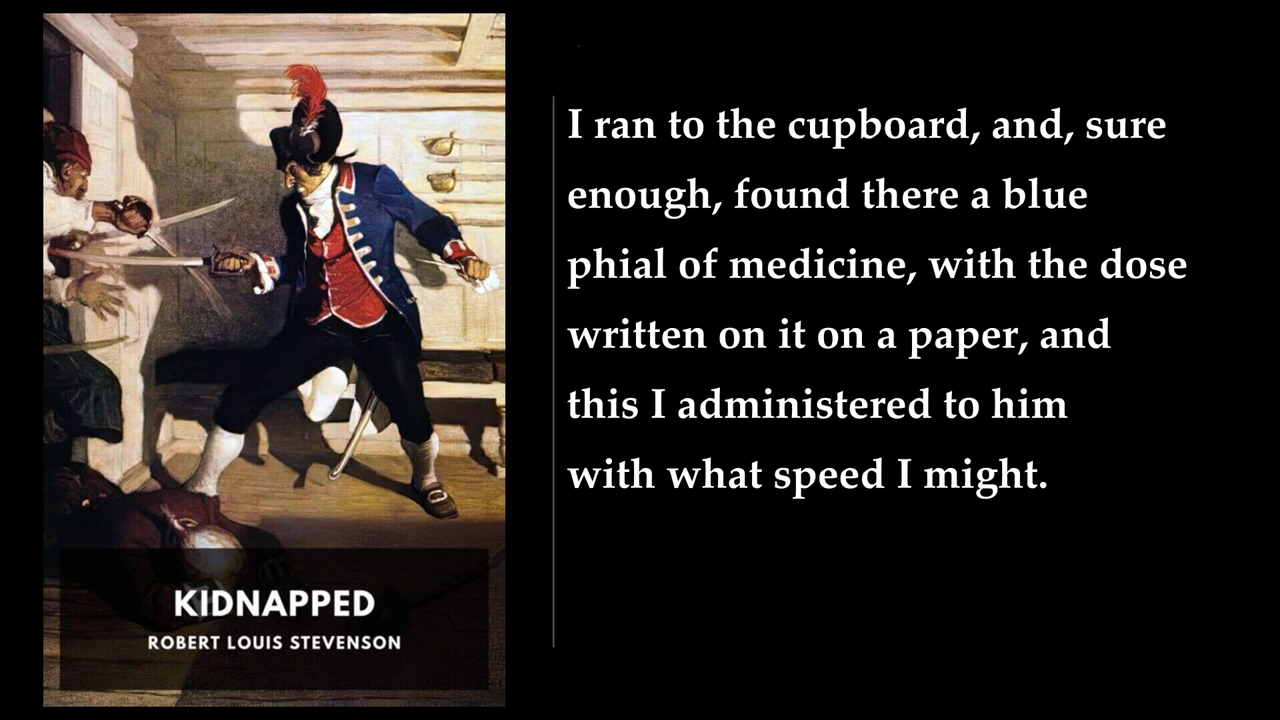 KIDNAPPED
ROBERT LOUIS STEVENSON
I ran to the cupboard, and, sure
enough, found there a blue
phial of medicine, with the dose
written on it on a paper, and
this I administered to him
with what speed I might.